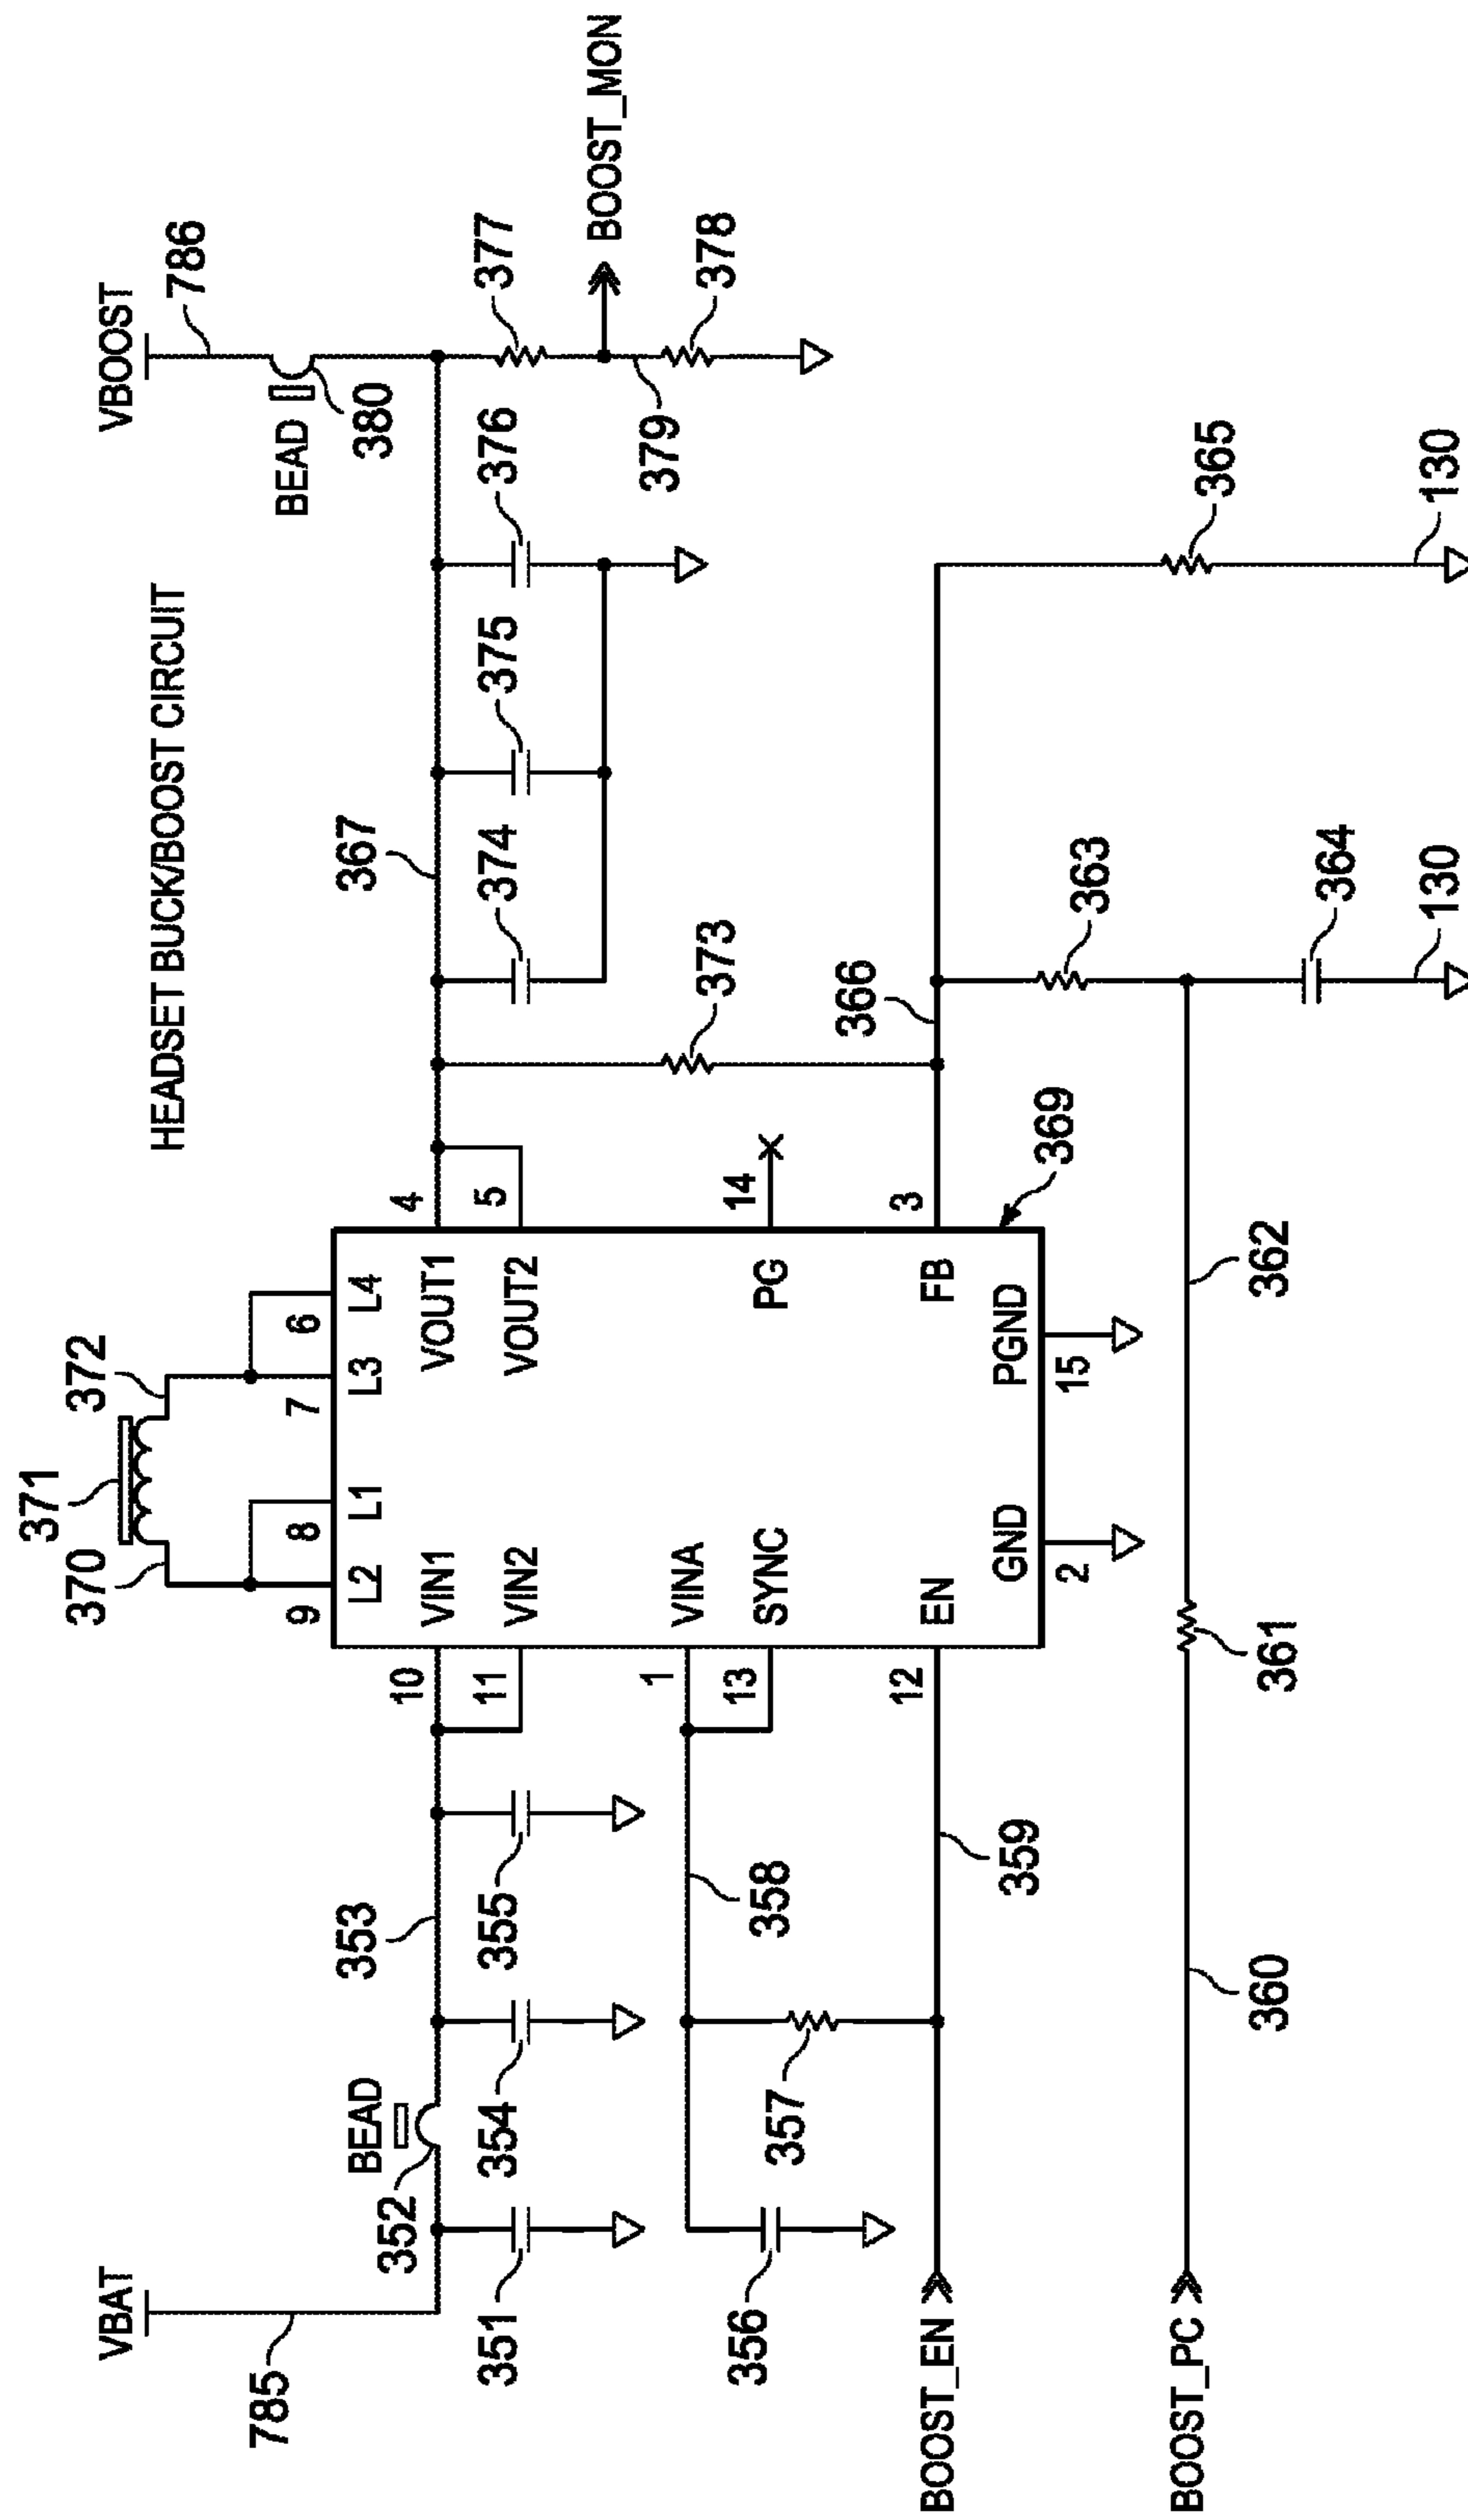 HEADSET BUCK/BOOST CIRCUIT
VBAT
785
351
352
BEAD
354
353
355
356
357
358
BOOST_EN
359
BOOST_PC
360
361
362
370
371
372
9
8
7
6
L2
L1
L3
L4
10
VIN1
11
VIN2
1
VINA
13
SYNC
12
EN
GND
2
PGND
15
VOUT1
4
VOUT2
5
PG
14
FB
3
369
373
366
367
374
375
376
363
364
130
365
130
VBOOST
786
BEAD
380
377
BOOST_MON
379
378